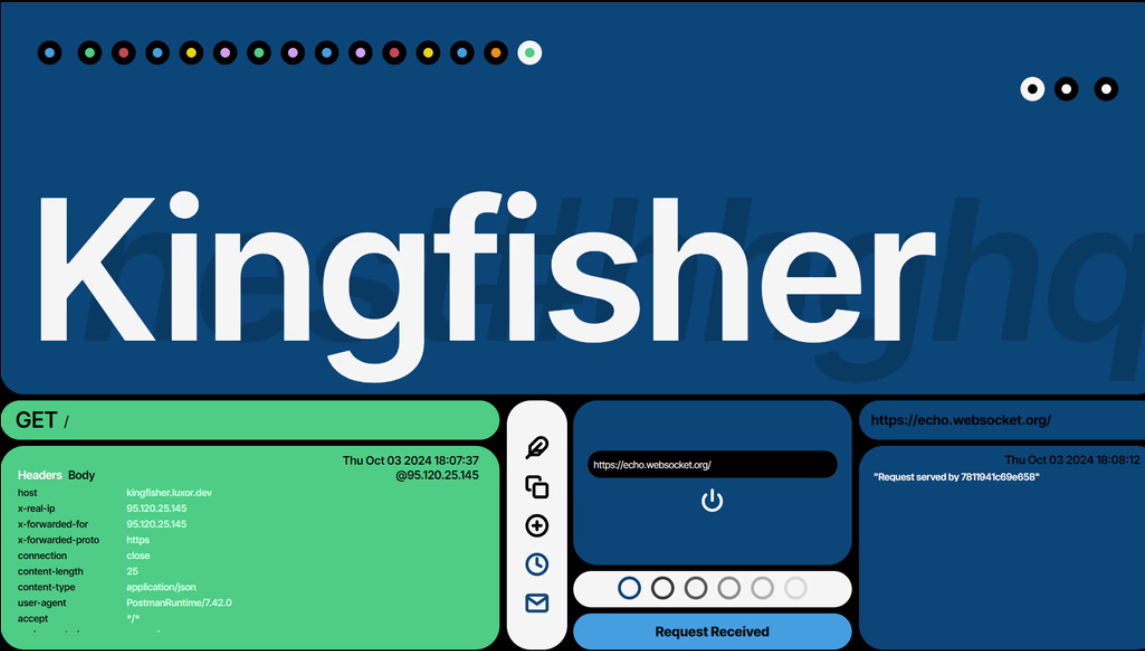 Kingfisher
GET /
Thu Oct 03 2024 18:07:37
@95.120.25.145
Headers Body
host kingfisher.luxor.dev
x-real-ip 95.120.25.145
x-forwarded-for 95.120.25.145
x-forwarded-proto https
connection close
content-length 25
content-type application/json
user-agent PostmanRuntime/7.42.0
accept */*
https://echo.websocket.org/
Request Received
https://echo.websocket.org/
Thu Oct 03 2024 18:08:12
"Request served by 7811941c69e658"